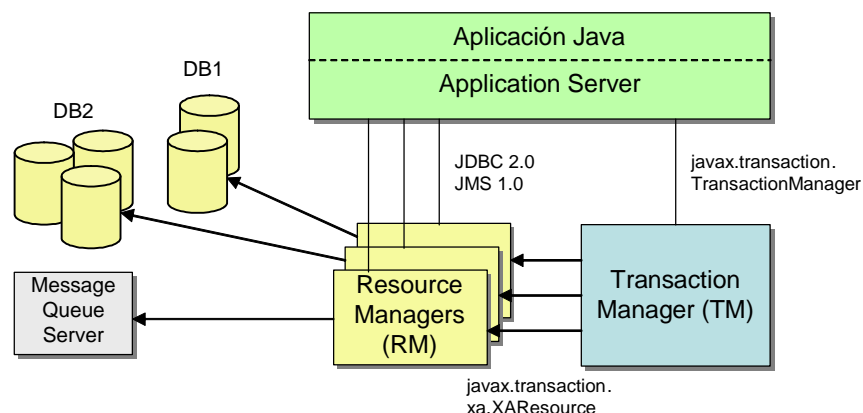 Aplicación Java
Application Server
DB1
DB2
JDBC 2.0
JMS 1.0
javax.transaction.
TransactionManager
Message
Queue
Server
Resource
Managers
(RM)
Transaction
Manager (TM)
javax.transaction.
xa.XAResource